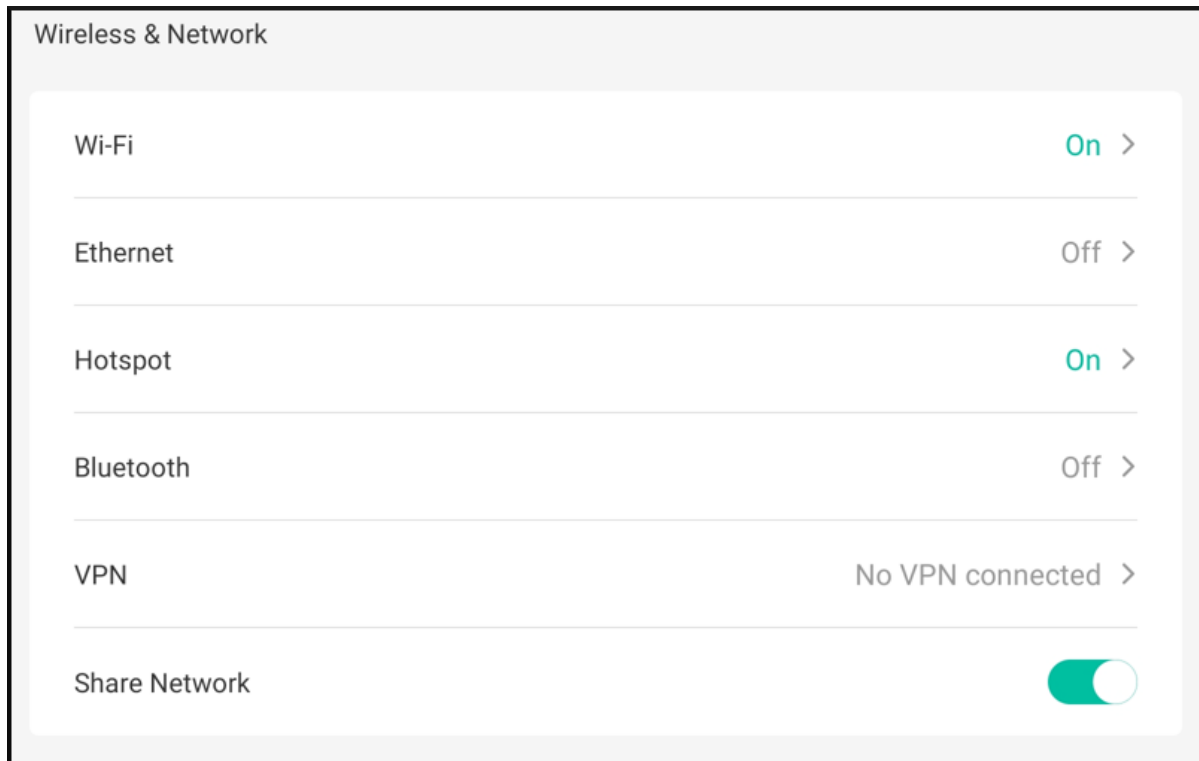 Wireless & Network
Wi-Fi On
Ethernet Off
Hotspot On
Bluetooth Off
VPN No VPN connected
Share Network